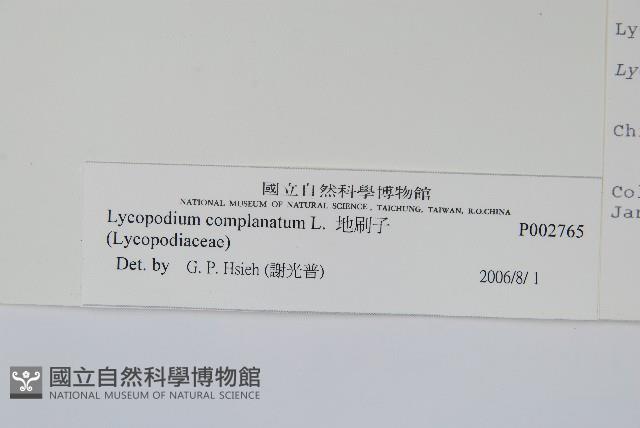 Ly
Ly
Ch
Col
Jan
國立自然科學博物館
NATIONAL MUSEUM OF NATURAL SCIENCE, TAICHUNG, TAIWAN, R.O.CHINA
Lycopodium complanatum L. 地刷子
P002765
(Lycopodiaceae)
Det. by G. P. Hsieh (謝光普)
2006/8/1
國立自然科學博物館
NATIONAL MUSEUM OF NATURAL SCIENCE